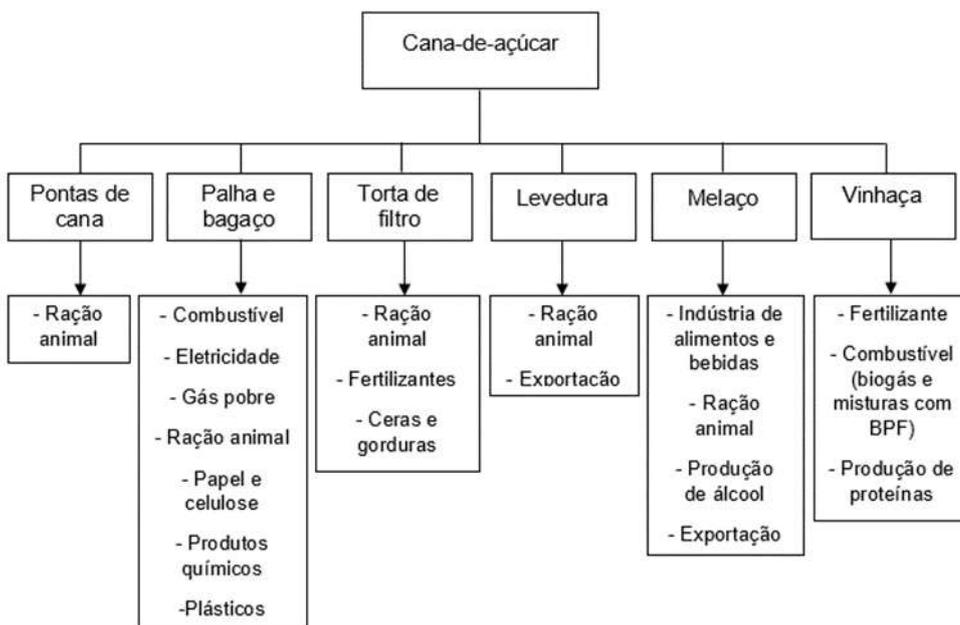 Cana-de-açúcar
Pontas de
cana
Palha e
bagaço
Torta de
filtro
Levedura
Melaço
Vinhaça
- Ração
animal
- Combustível
- Eletricidade
- Gás pobre
- Ração animal
- Papel e
celulose
- Produtos
químicos
-Plásticos
- Ração
animal
- Fertilizantes
- Ceras e
gorduras
- Ração
animal
- Exportação
- Indústria de
alimentos e
bebidas
- Ração
animal
- Produção
de álcool
- Exportação
- Fertilizante
- Combustível
(biogás e
misturas com
BPF)
- Produção de
proteínas